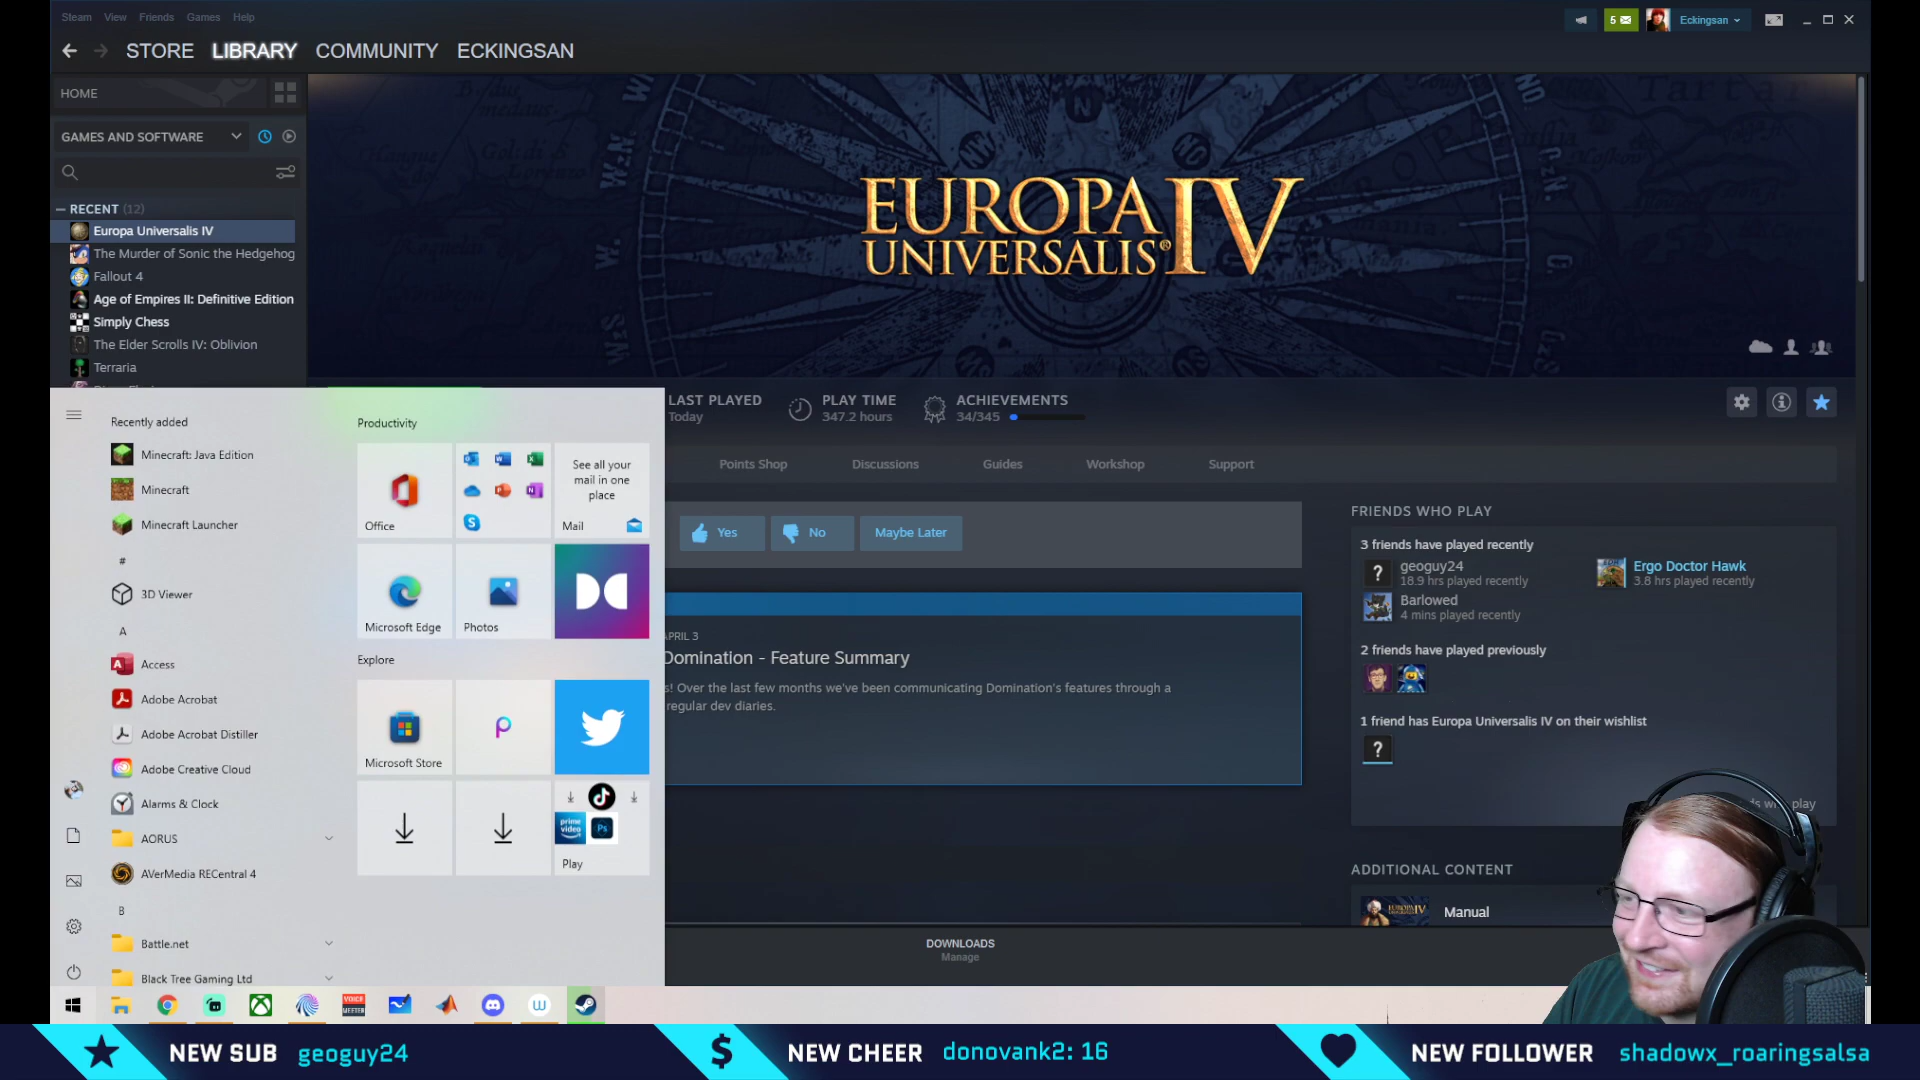 Steam View Friends Games Help
5
Eckingsan
STORE LIBRARY COMMUNITY ECKINGSAN
HOME
GAMES AND SOFTWARE
RECENT (12)
Europa Universalis IV
The Murder of Sonic the Hedgehog
Fallout 4
Age of Empires II: Definitive Edition
Simply Chess
The Elder Scrolls IV: Oblivion
Terraria
EUROPA
UNIVERSALIS® IV
LAST PLAYED
Today
PLAY TIME
347.2 hours
ACHIEVEMENTS
34/345
Points Shop Discussions Guides Workshop Support
Yes No Maybe Later
APRIL 3
Domination - Feature Summary
s! Over the last few months we've been communicating Domination's features through a
regular dev diaries.
FRIENDS WHO PLAY
3 friends have played recently
geoguy24
18.9 hrs played recently
Ergo Doctor Hawk
3.8 hrs played recently
Barlowed
4 mins played recently
2 friends have played previously
1 friend has Europa Universalis IV on their wishlist
play
ADDITIONAL CONTENT
EUROPA IV
Manual
DOWNLOADS
Manage
Recently added
Minecraft: Java Edition
Minecraft
Minecraft Launcher
#
3D Viewer
A
Access
Adobe Acrobat
Adobe Acrobat Distiller
Adobe Creative Cloud
Alarms & Clock
AORUS
AVerMedia RECentral 4
B
Battle.net
Black Tree Gaming Ltd
Productivity
Office
See all your
mail in one
place
Mail
Microsoft Edge
Photos
Explore
Microsoft Store
prime video
Ps
Play
VOICE
MEETER
NEW SUB geoguy24
NEW CHEER donovank2: 16
NEW FOLLOWER shadowx_roaringsalsa